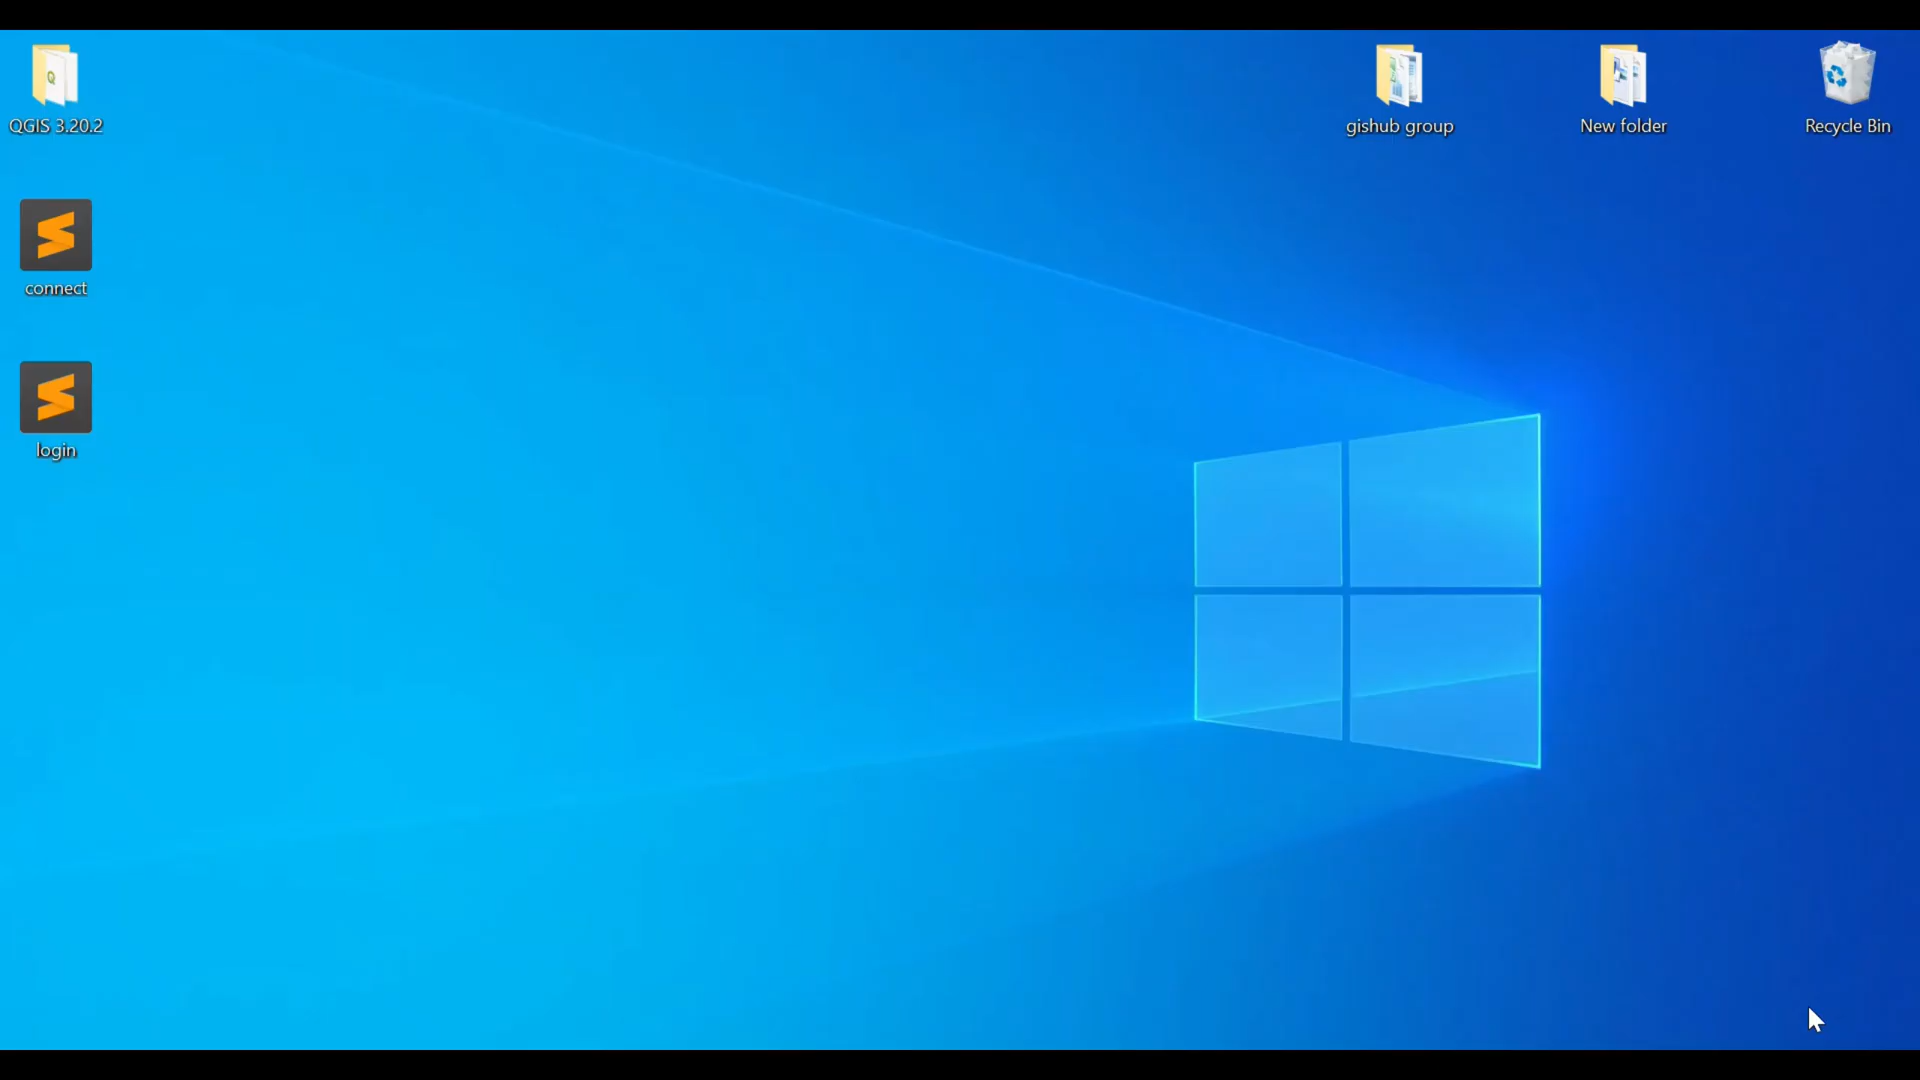 QGIS 3.20.2
gishub group
New folder
Recycle Bin
connect
login